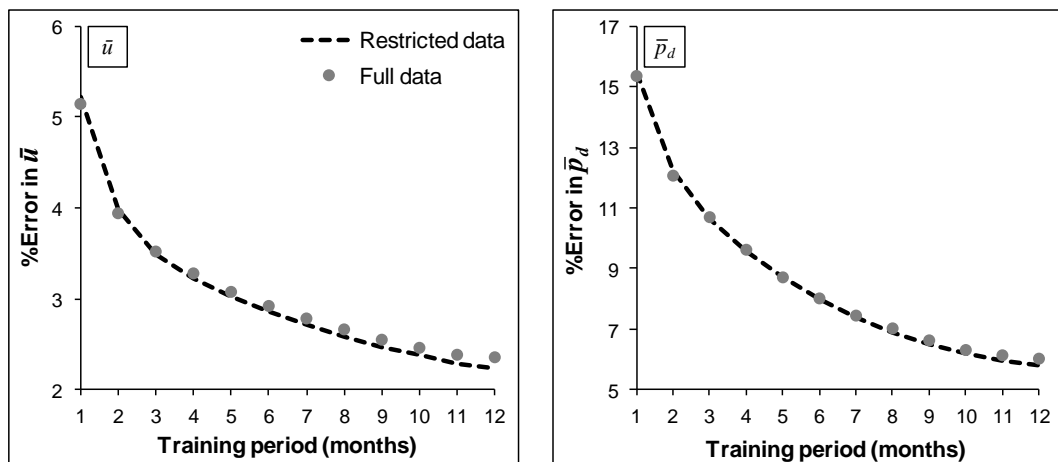 ū
Restricted data
Full data
%Error in ū
6
5
4
3
2
1 2 3 4 5 6 7 8 9 10 11 12
Training period (months)
p̄d
%Error in p̄d
17
15
13
11
9
7
5
1 2 3 4 5 6 7 8 9 10 11 12
Training period (months)